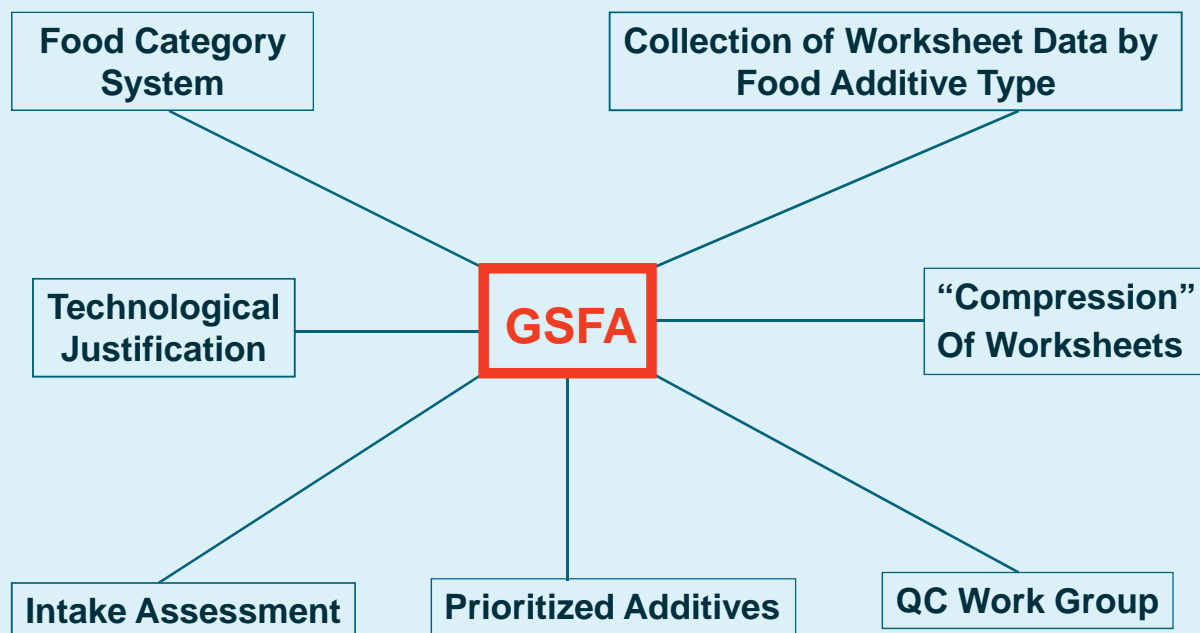 Food Category
System
Collection of Worksheet Data by
Food Additive Type
Technological
Justification
GSFA
“Compression”
Of Worksheets
Intake Assessment
Prioritized Additives
QC Work Group